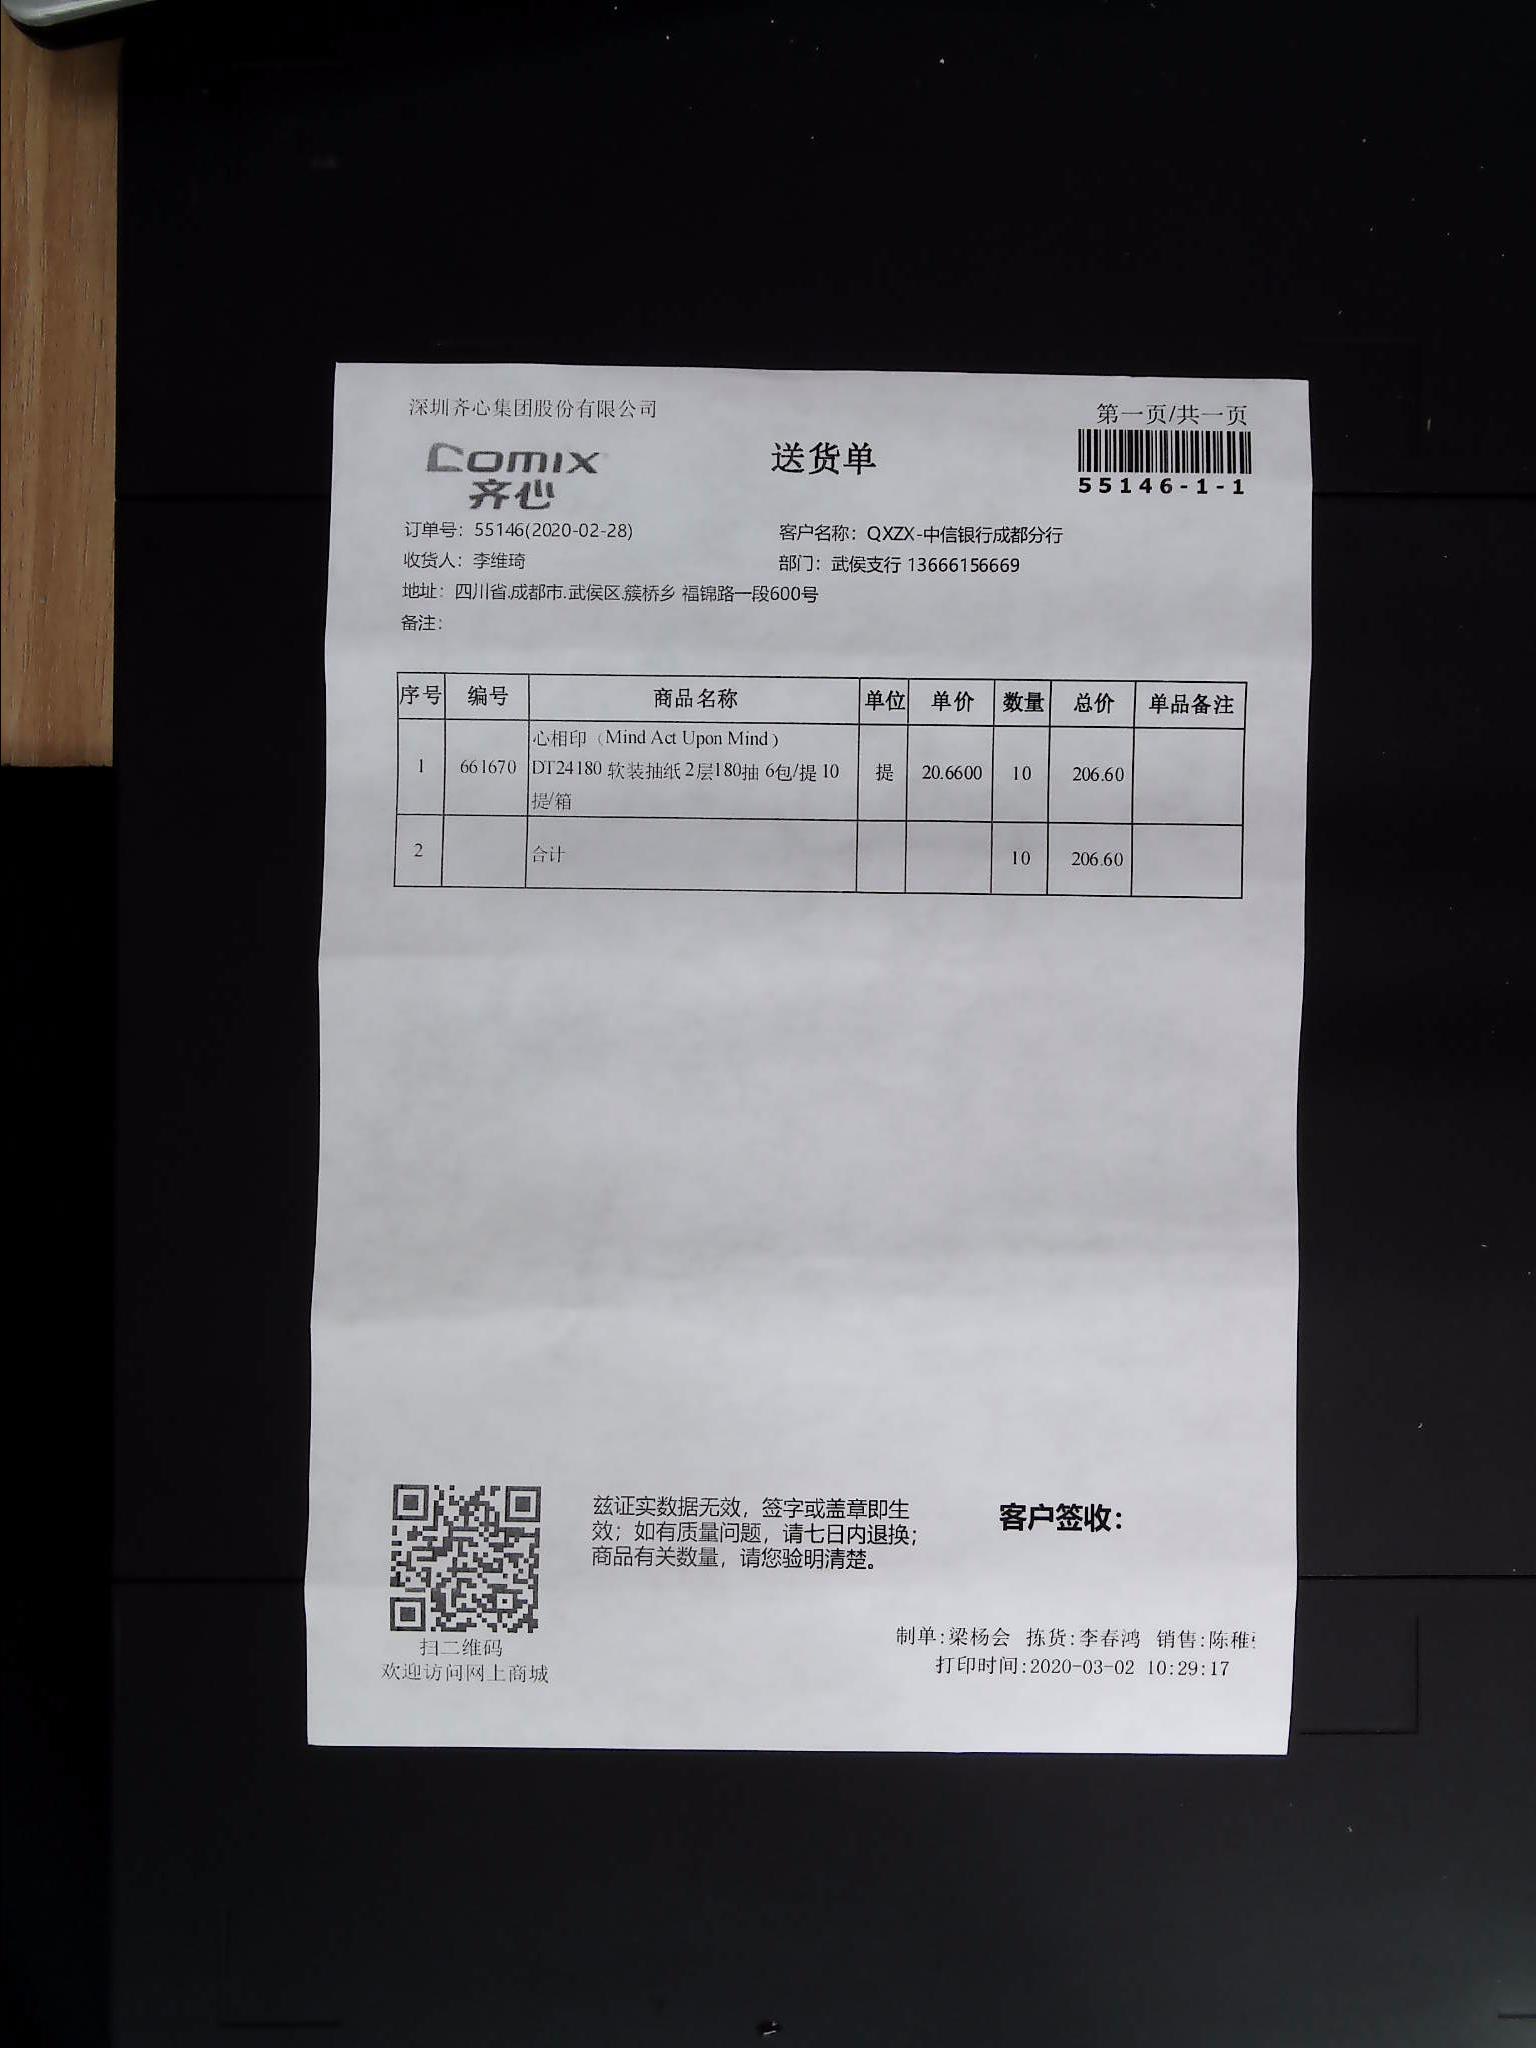 深圳齐心集团股份有限公司
第一页/共一页
comix
齐心
送货单
55146-1-1
订单号：55146(2020-02-28)
客户名称：QXZX-中信银行成都分行
收货人：李维琦
部门：武侯支行 13666156669
地址：四川省.成都市.武侯区.簇桥乡 福锦路一段600号
备注：
序号 编号 商品名称 单位 单价 数量 总价 单品备注
心相印（Mind Act Upon Mind）
1 661670 DT24180 软装抽纸 2层180抽 6包/提 10 提 20.6600 10 206.60
提/箱
2 合计 10 206.60
兹证实数据无效，签字或盖章即生
效；如有质量问题，请七日内退换；
商品有关数量，请您验明清楚。
客户签收：
扫二维码
欢迎访问网上商城
制单:梁杨会 拣货:李春鸿 销售:陈稚
打印时间:2020-03-02 10:29:17